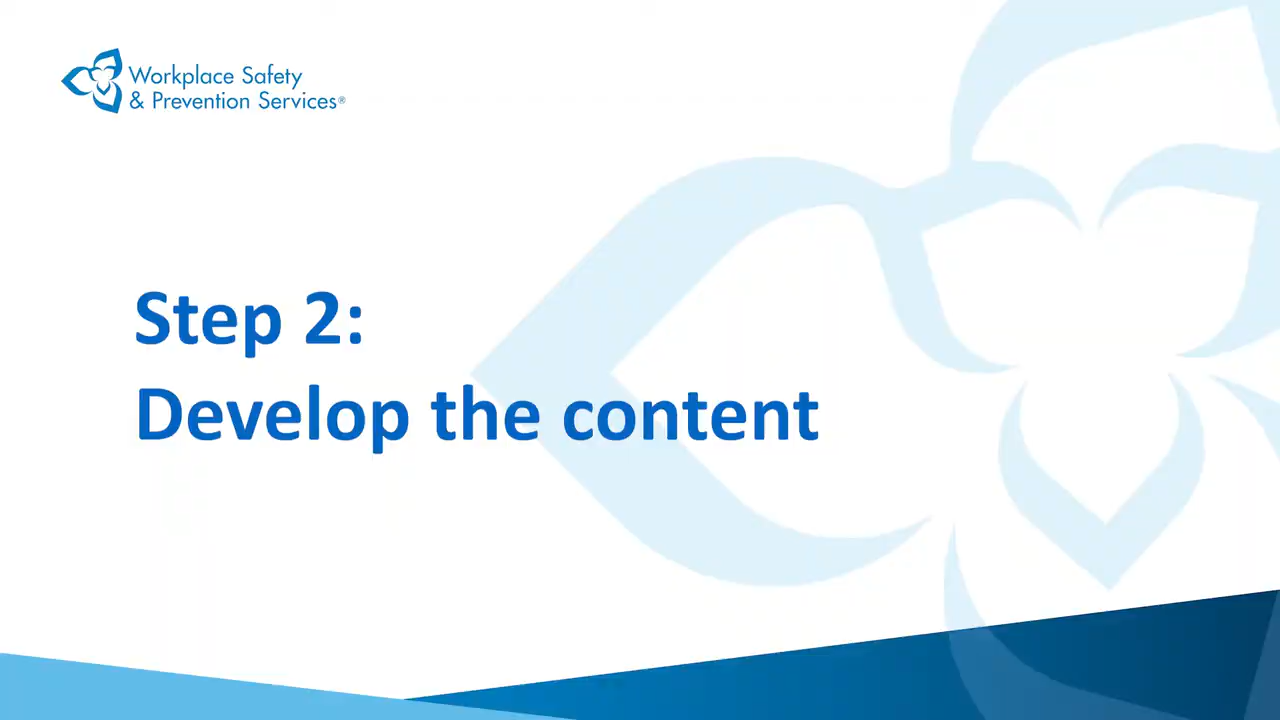 Workplace Safety
& Prevention Services®
Step 2:
Develop the content